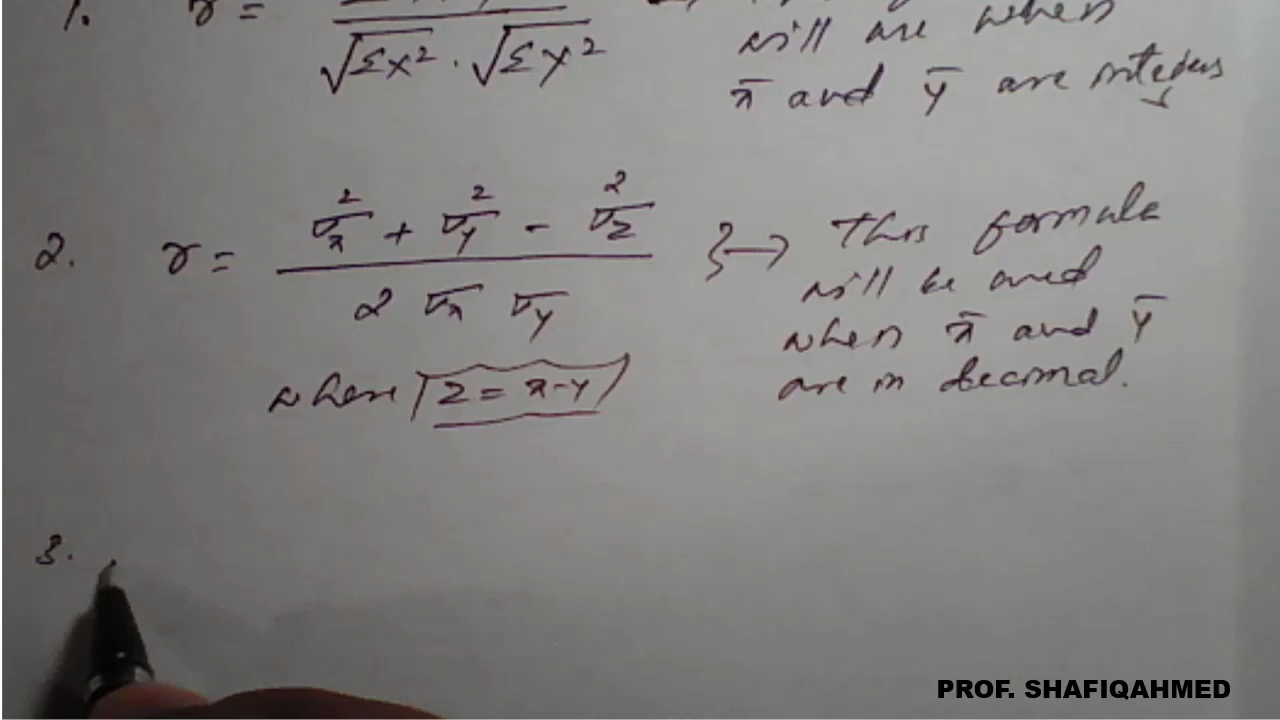 1. r =
√Σx² · √Σy²
will are when
x̄ and ȳ are integers
2. r = σx² + σy² - σz² / 2 σx σy
} → This formula
will be used
when x̄ and ȳ
are in decimal.
where z = x-y
3.
PROF. SHAFIQAHMED